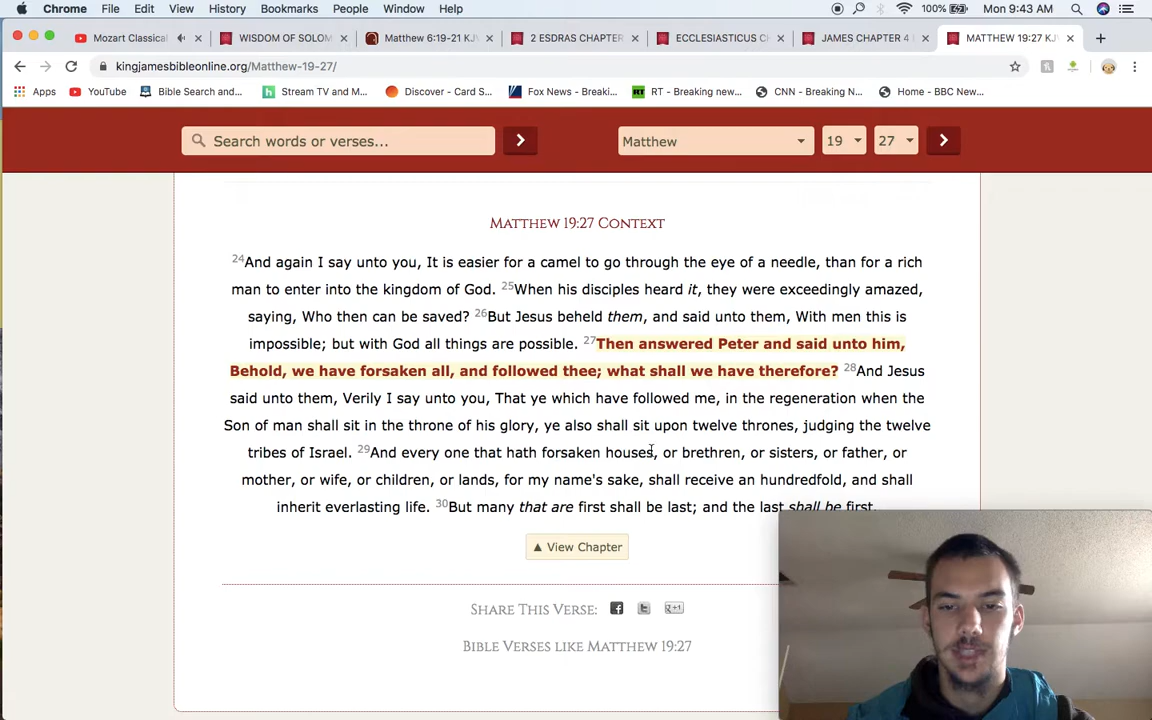 Chrome File Edit View History Bookmarks People Window Help 100% Mon 9:43 AM
Mozart Classical WISDOM OF SOLOM Matthew 6:19-21 KJV 2 ESDRAS CHAPTER ECCLESIASTICUS CH JAMES CHAPTER 4 MATTHEW 19:27 KJ
kingjamesbibleonline.org/Matthew-19-27/
Apps YouTube Bible Search and... Stream TV and M... Discover - Card S... Fox News - Breaki... RT - Breaking new... CNN - Breaking N... Home - BBC New...
Search words or verses... Matthew 19 27
Matthew 19:27 Context
24And again I say unto you, It is easier for a camel to go through the eye of a needle, than for a rich
man to enter into the kingdom of God. 25When his disciples heard it, they were exceedingly amazed,
saying, Who then can be saved? 26But Jesus beheld them, and said unto them, With men this is
impossible; but with God all things are possible. 27Then answered Peter and said unto him,
Behold, we have forsaken all, and followed thee; what shall we have therefore? 28And Jesus
said unto them, Verily I say unto you, That ye which have followed me, in the regeneration when the
Son of man shall sit in the throne of his glory, ye also shall sit upon twelve thrones, judging the twelve
tribes of Israel. 29And every one that hath forsaken houses, or brethren, or sisters, or father, or
mother, or wife, or children, or lands, for my name's sake, shall receive an hundredfold, and shall
inherit everlasting life. 30But many that are first shall be last; and the last shall be first.
▲ View Chapter
Share This Verse: g+1
Bible Verses like Matthew 19:27